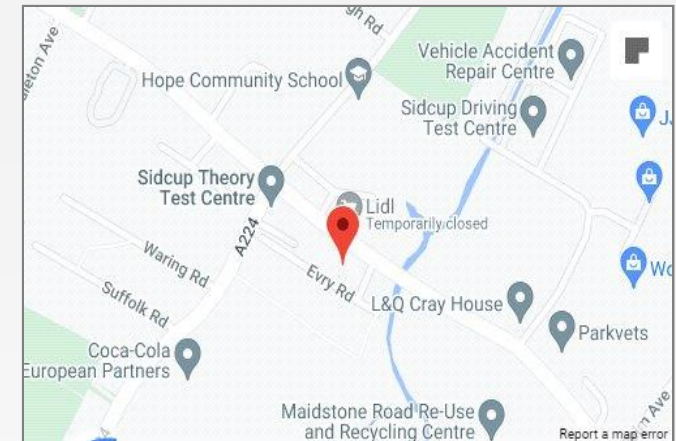 gh Rd
leton Ave
Vehicle Accident
Repair Centre
Hope Community School
Sidcup Driving
Test Centre
J
Sidcup Theory
Test Centre
Lidl
Temporarily closed
A224
Waring Rd
Evry Rd
Wo
Suffolk Rd
L&Q Cray House
Parkvets
Coca-Cola
European Partners
Maidstone Road Re-Use
and Recycling Centre
n Ave
Report a map error